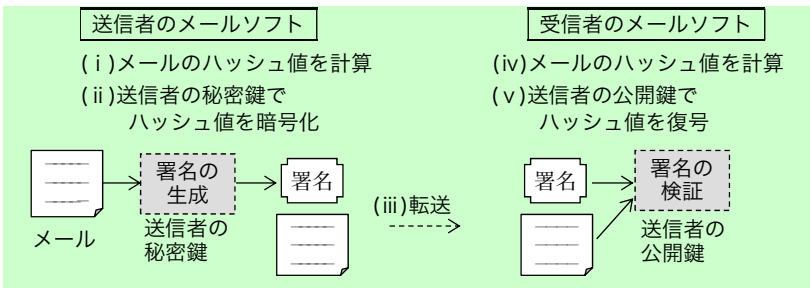 送信者のメールソフト
(ⅰ)メールのハッシュ値を計算
(ⅱ)送信者の秘密鍵で
ハッシュ値を暗号化
メール
署名の
生成
送信者の
秘密鍵
署名
(ⅲ)転送
受信者のメールソフト
(ⅳ)メールのハッシュ値を計算
(ⅴ)送信者の公開鍵で
ハッシュ値を復号
署名
署名の
検証
送信者の
公開鍵